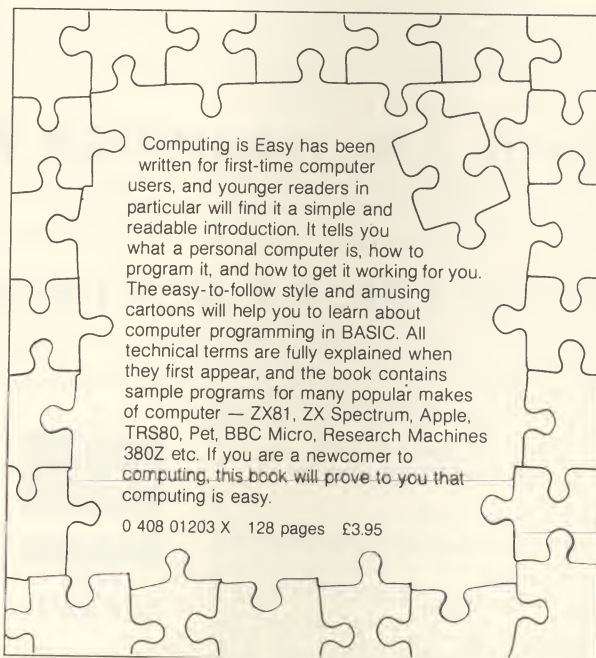 Computing is Easy has been
written for first-time computer
users, and younger readers in
particular will find it a simple and
readable introduction. It tells you
what a personal computer is, how to
program it, and how to get it working for you.
The easy-to-follow style and amusing
cartoons will help you to learn about
computer programming in BASIC. All
technical terms are fully explained when
they first appear, and the book contains
sample programs for many popular makes
of computer — ZX81, ZX Spectrum, Apple,
TRS80, Pet, BBC Micro, Research Machines
380Z etc. If you are a newcomer to
computing, this book will prove to you that
computing is easy.
0 408 01203 X 128 pages £3.95